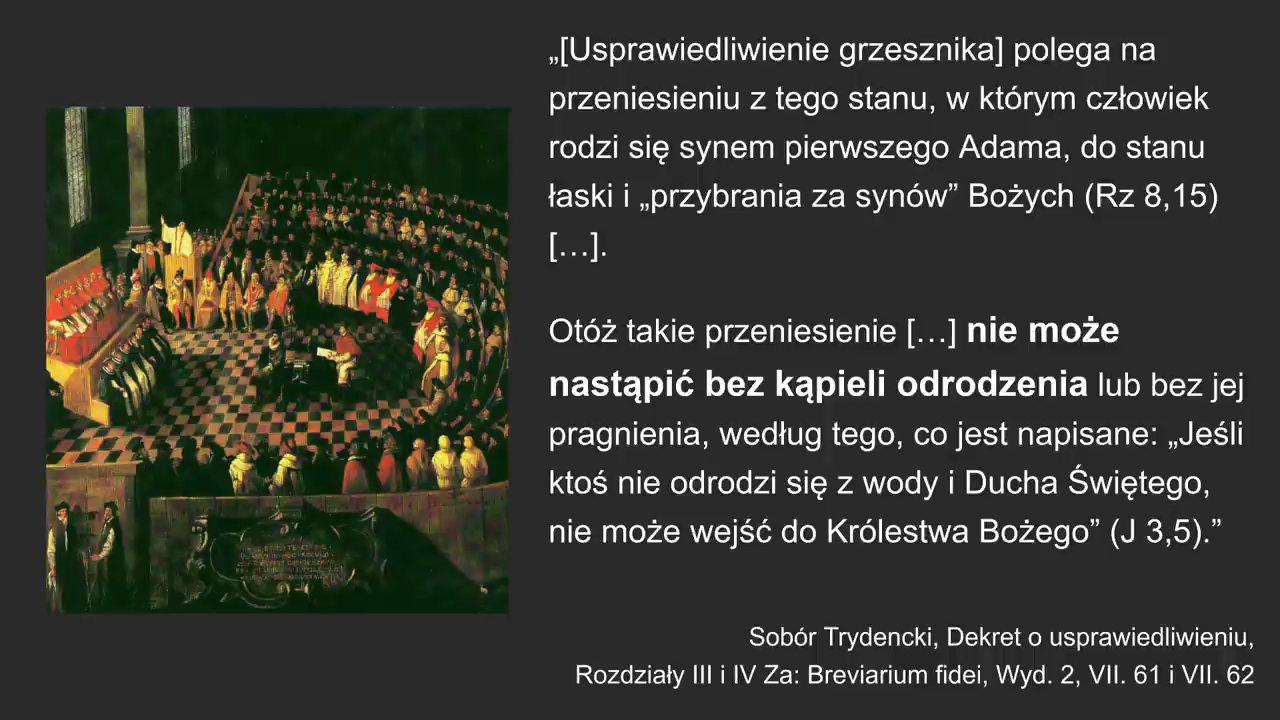 „[Usprawiedliwienie grzesznika] polega na
przeniesieniu z tego stanu, w którym człowiek
rodzi się synem pierwszego Adama, do stanu
łaski i „przybrania za synów” Bożych (Rz 8,15)
[…].
Otóż takie przeniesienie […] nie może
nastąpić bez kąpieli odrodzenia lub bez jej
pragnienia, według tego, co jest napisane: „Jeśli
ktoś nie odrodzi się z wody i Ducha Świętego,
nie może wejść do Królestwa Bożego” (J 3,5).”
Sobór Trydencki, Dekret o usprawiedliwieniu,
Rozdziały III i IV Za: Breviarium fidei, Wyd. 2, VII. 61 i VII. 62